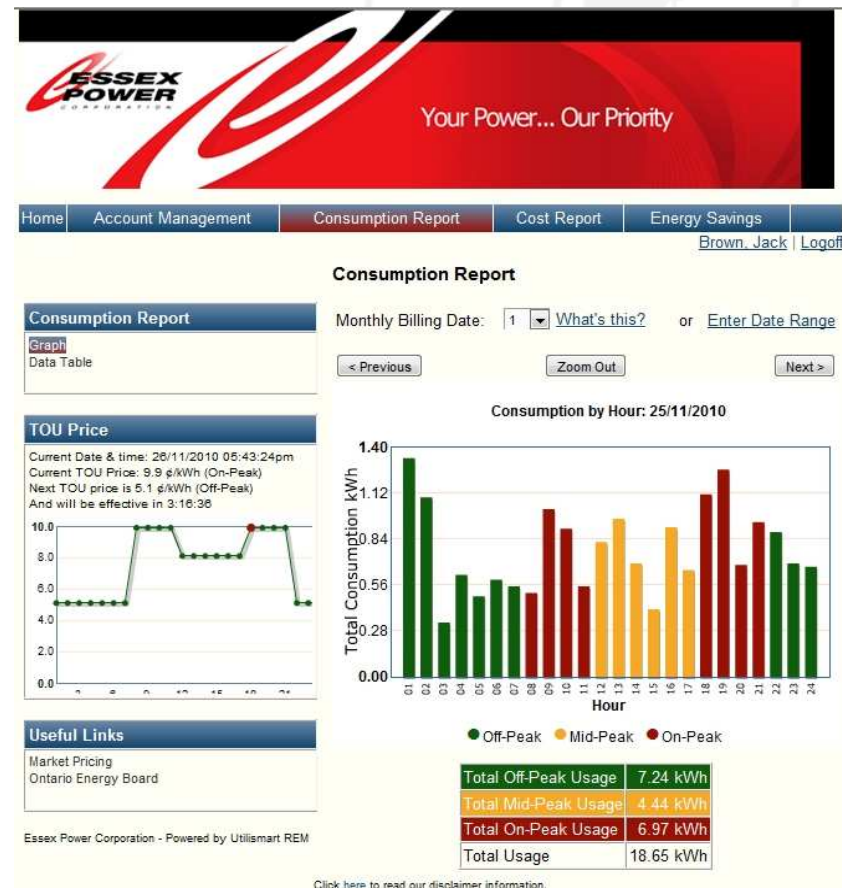 ESSEX
POWER
CORPORATION
Your Power... Our Priority
Home Account Management Consumption Report Cost Report Energy Savings
Brown, Jack | Logoff
Consumption Report
Consumption Report
Graph
Data Table
Monthly Billing Date: 1 What's this? or Enter Date Range
< Previous Zoom Out Next >
TOU Price
Current Date & time: 26/11/2010 05:43:24pm
Current TOU Price: 9.9 ¢/kWh (On-Peak)
Next TOU price is 5.1 ¢/kWh (Off-Peak)
And will be effective in 3:16:36
10.0
8.0
6.0
4.0
2.0
0.0
Consumption by Hour: 25/11/2010
Total Consumption kWh
1.40
1.12
0.84
0.56
0.28
0.00
01 02 03 04 05 06 07 08 09 10 11 12 13 14 15 16 17 18 19 20 21 22 23 24
Hour
Off-Peak Mid-Peak On-Peak
Useful Links
Market Pricing
Ontario Energy Board
Total Off-Peak Usage 7.24 kWh
Total Mid-Peak Usage 4.44 kWh
Total On-Peak Usage 6.97 kWh
Total Usage 18.65 kWh
Essex Power Corporation - Powered by Utilismart REM
Click here to read our disclaimer information.